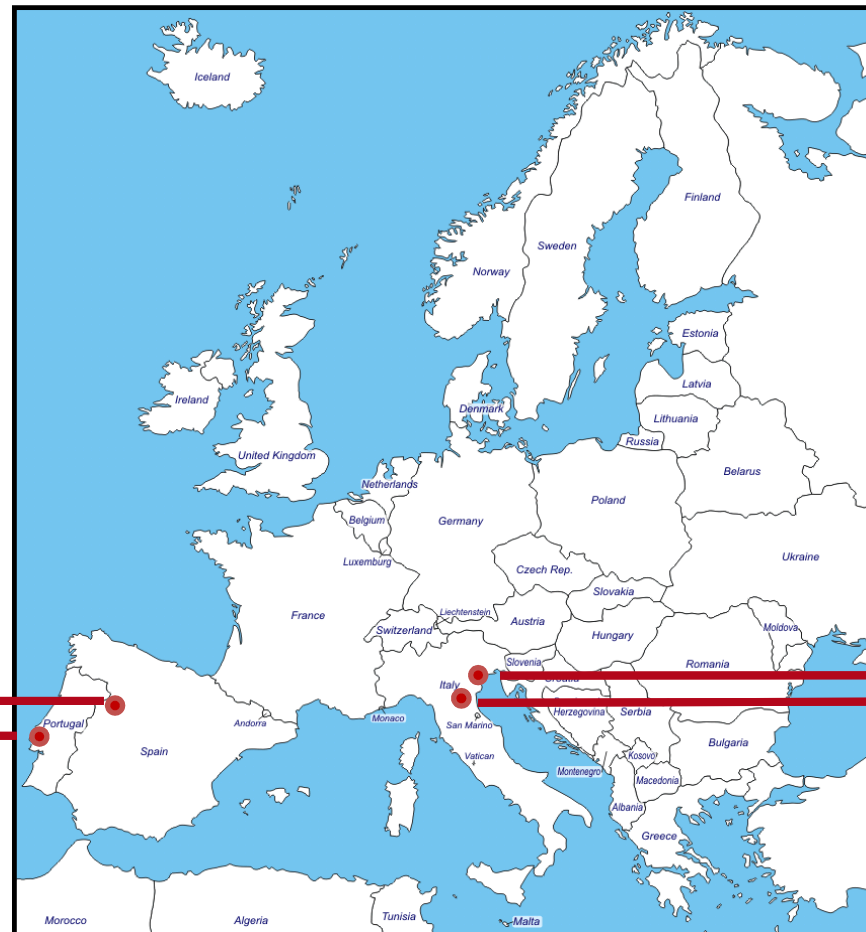 Iceland
Finland
Sweden
Norway
Estonia
Latvia
Ireland
Denmark
Lithuania
Russia
United Kingdom
Belarus
Netherlands
Poland
Belgium
Germany
Ukraine
Luxemburg
Czech Rep.
Slovakia
Liechtenstein
France
Austria
Switzerland
Moldova
Hungary
Slovenia
Romania
Croatia
Italy
Herzegovina
Serbia
Monaco
Portugal
Andorra
San Marino
Bulgaria
Spain
Vatican
Kosovo
Montenegro
Macedonia
Albania
Greece
Morocco
Algeria
Tunisia
Malta